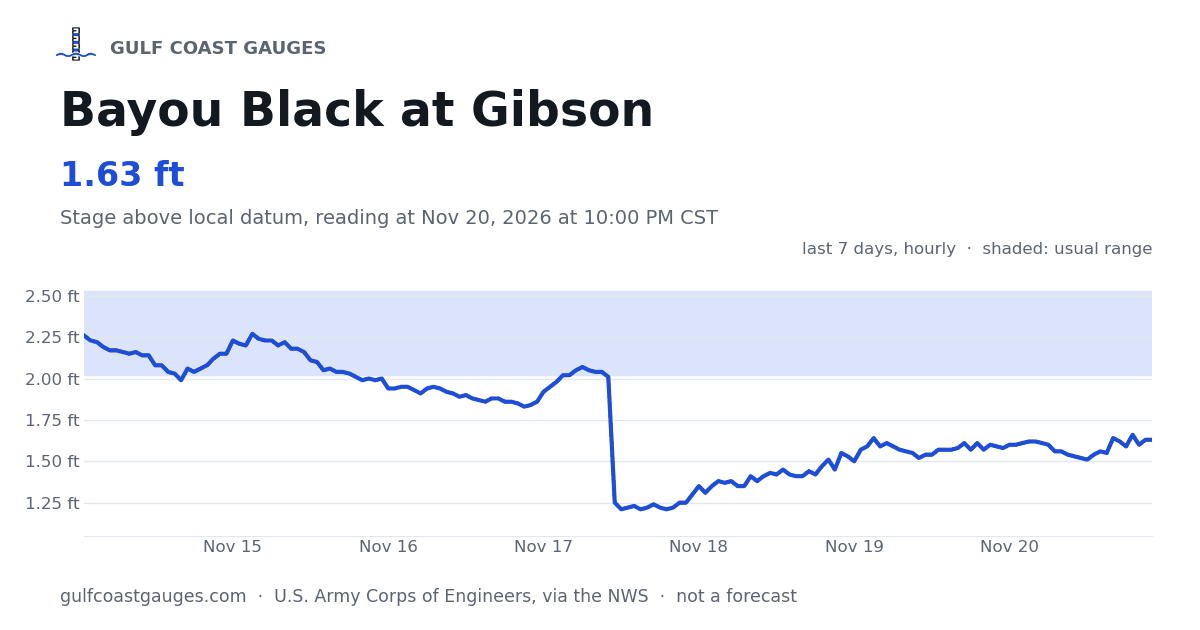 GULF COAST GAUGES
Bayou Black at Gibson
1.63 ft
Stage above local datum, reading at Nov 20, 2026 at 10:00 PM CST
last 7 days, hourly · shaded: usual range
2.50 ft
2.25 ft
2.00 ft
1.75 ft
1.50 ft
1.25 ft
Nov 15 Nov 16 Nov 17 Nov 18 Nov 19 Nov 20
gulfcoastgauges.com · U.S. Army Corps of Engineers, via the NWS · not a forecast